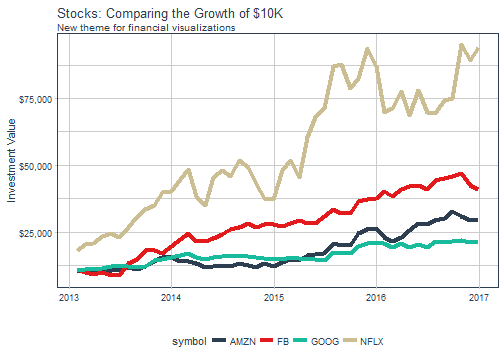 Stocks: Comparing the Growth of $10K
New theme for financial visualizations
Investment Value
$75,000
$50,000
$25,000
2013 2014 2015 2016 2017
symbol AMZN FB GOOG NFLX